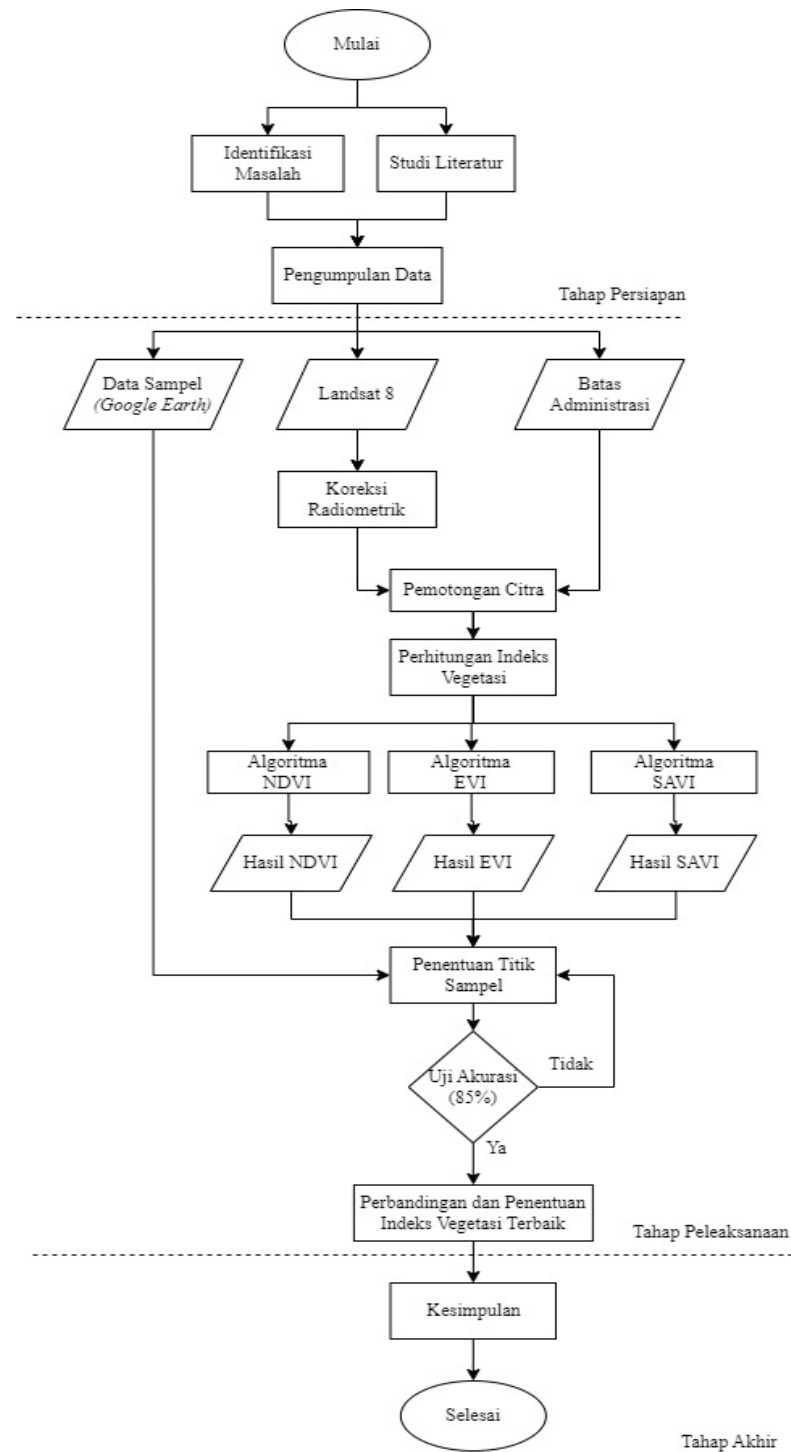 Mulai
Identifikasi
Masalah
Studi Literatur
Pengumpulan Data
Tahap Persiapan
Data Sampel
(Google Earth)
Landsat 8
Batas
Administrasi
Koreksi
Radiometrik
Pemotongan Citra
Perhitungan Indeks
Vegetasi
Algoritma
NDVI
Algoritma
EVI
Algoritma
SAVI
Hasil NDVI
Hasil EVI
Hasil SAVI
Penentuan Titik
Sampel
Uji Akurasi
(85%)
Tidak
Ya
Perbandingan dan Penentuan
Indeks Vegetasi Terbaik
Tahap Peleaksanaan
Kesimpulan
Selesai
Tahap Akhir